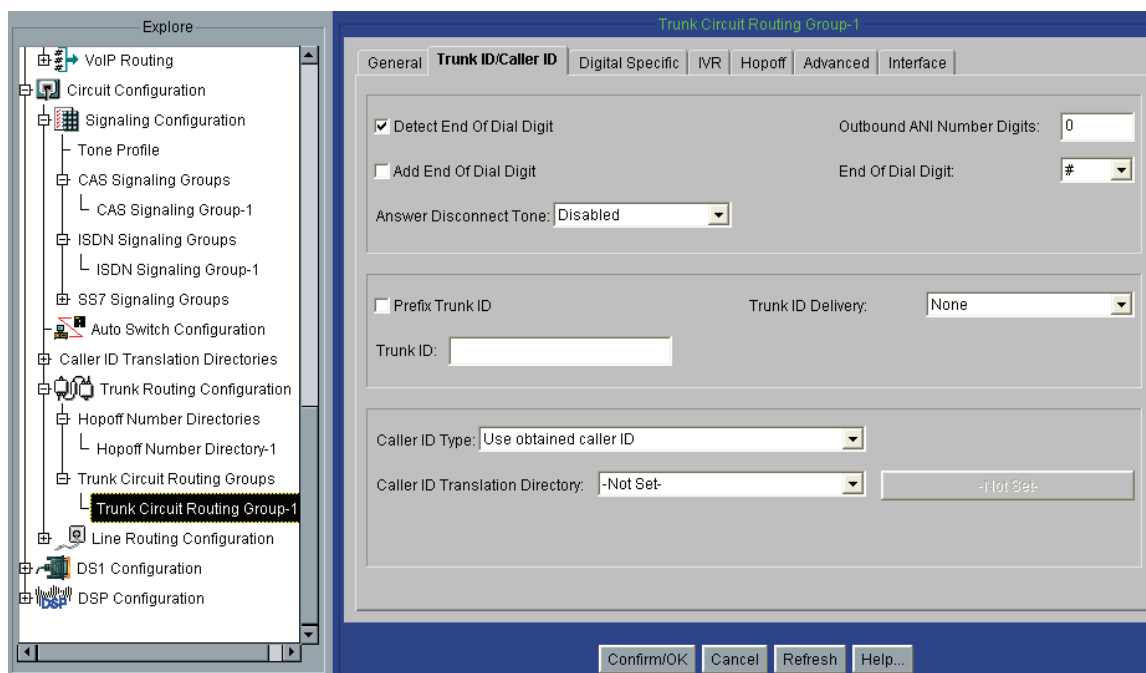 Explore
VoIP Routing
Circuit Configuration
Signaling Configuration
Tone Profile
CAS Signaling Groups
CAS Signaling Group-1
ISDN Signaling Groups
ISDN Signaling Group-1
SS7 Signaling Groups
Auto Switch Configuration
Caller ID Translation Directories
Trunk Routing Configuration
Hopoff Number Directories
Hopoff Number Directory-1
Trunk Circuit Routing Groups
Trunk Circuit Routing Group-1
Line Routing Configuration
DS1 Configuration
DSP DSP Configuration
Trunk Circuit Routing Group-1
General Trunk ID/Caller ID Digital Specific IVR Hopoff Advanced Interface
Detect End Of Dial Digit Outbound ANI Number Digits: 0
Add End Of Dial Digit End Of Dial Digit: #
Answer Disconnect Tone: Disabled
Prefix Trunk ID Trunk ID Delivery: None
Trunk ID:
Caller ID Type: Use obtained caller ID
Caller ID Translation Directory: -Not Set- -Not Set-
Confirm/OK Cancel Refresh Help...